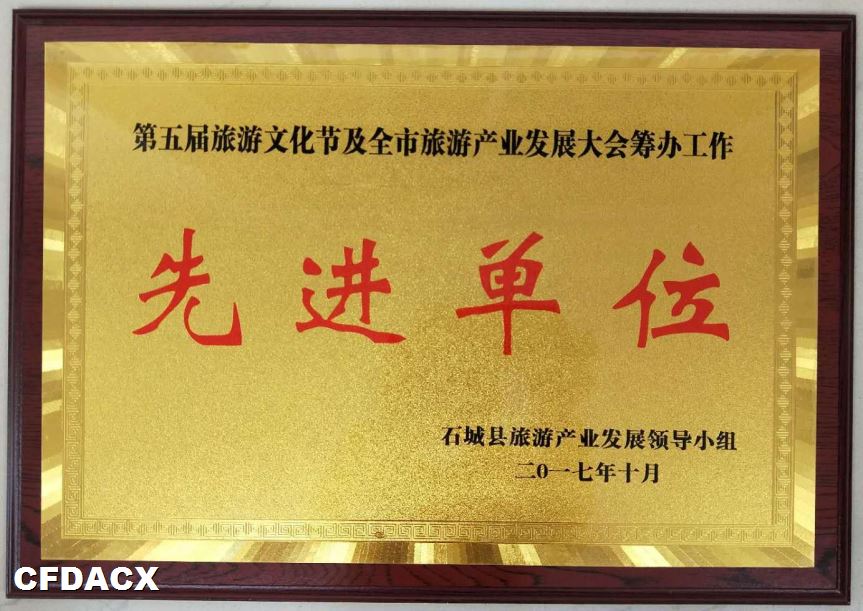 第五届旅游文化节及全市旅游产业发展大会筹办工作
先进单位
石城县旅游产业发展领导小组
二0一七年十月
CFDACX